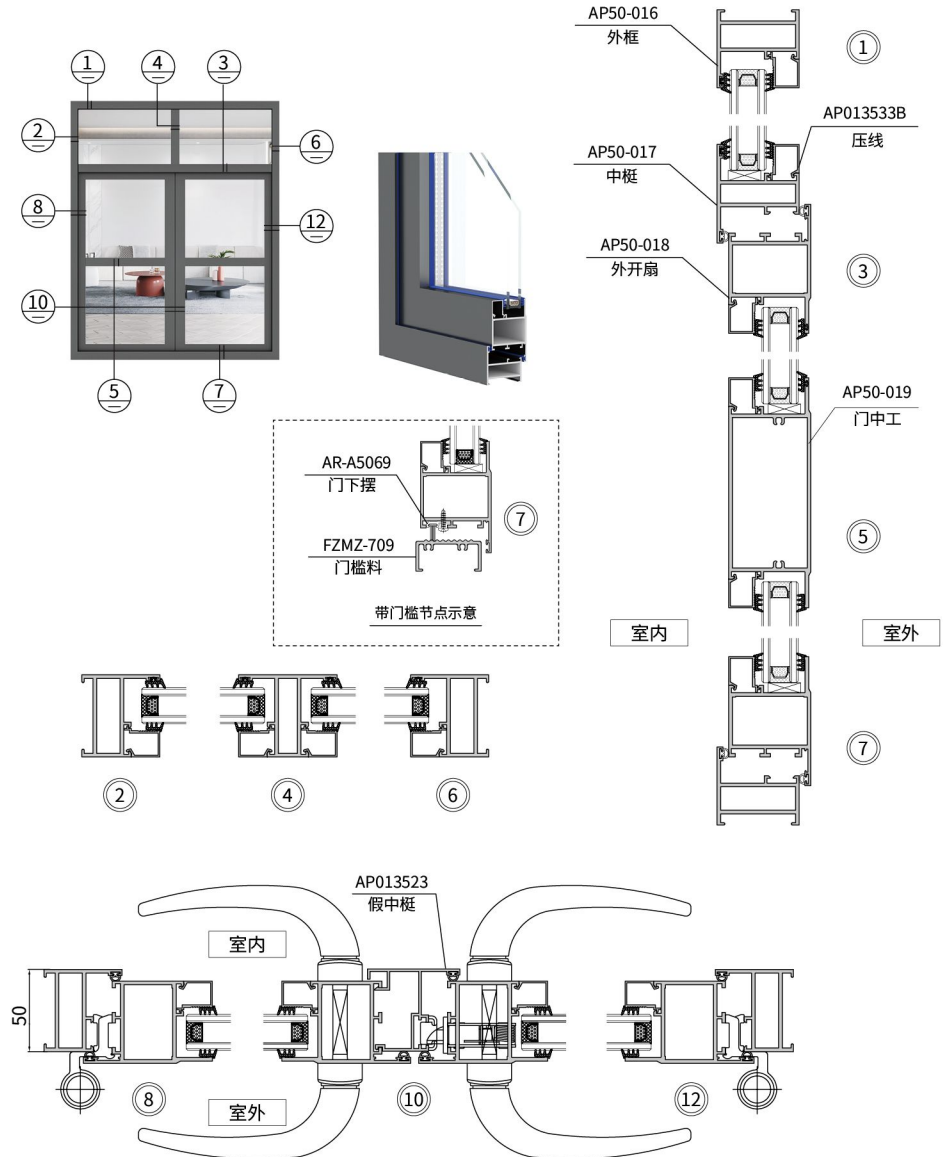 AP50-016
外框
1
1
4
3
2
6
8
12
10
5
7
AP013533B
压线
AP50-017
中梃
AP50-018
外开扇
3
AP50-019
门中工
5
AR-A5069
门下摆
7
FZMZ-709
门槛料
带门槛节点示意
室内
室外
7
2
4
6
AP013523
假中梃
室内
50
8
10
12
室外